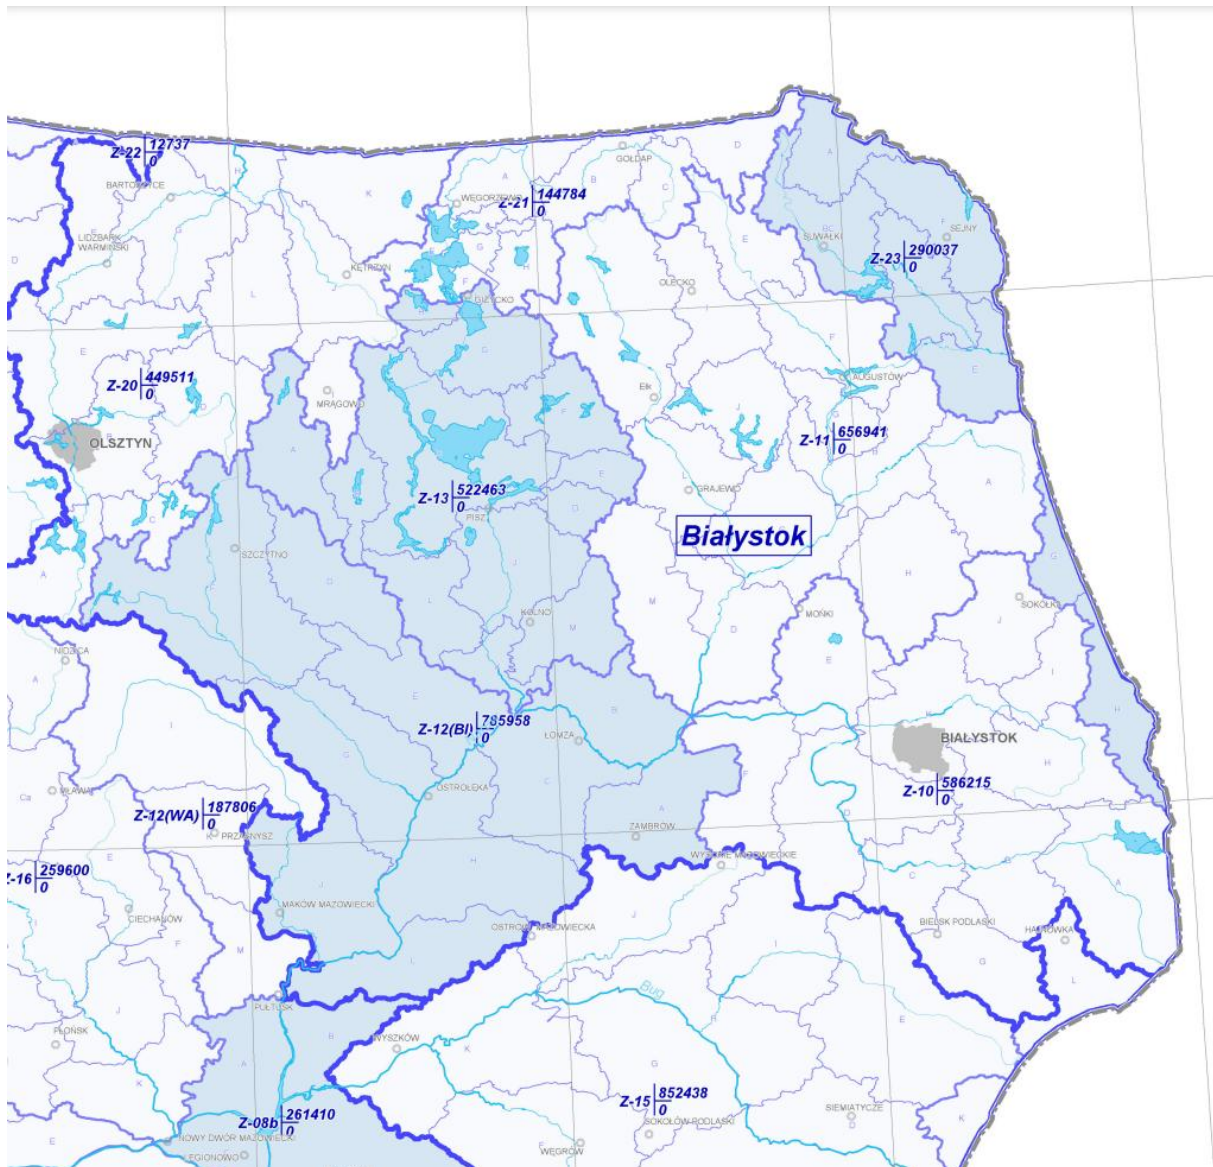 Z-22 12737
0
BARTOSZYCE
WĘGORZEWO
Z-21 144784
0
GOŁDAP
LIDZBARK
WARMIŃSKI
KĘTRZYN
GIŻYCKO
OLECKO
SUWAŁKI
SEJNY
Z-23 290037
0
Z-20 449511
0
OLSZTYN
MRĄGOWO
Ełk
AUGUSTÓW
Z-11 656941
0
Z-13 522463
0
PISZ
GRAJEWO
Białystok
SZCZYTNO
KOLNO
MOŃKI
SOKÓŁKA
NIDZICA
Z-12(BI) 785958
0
ŁOMŻA
BIAŁYSTOK
Z-10 586215
0
MŁAWA
OSTROŁĘKA
Z-12(WA) 187806
0
PRZASNYSZ
ZAMBRÓW
WYSOKIE MAZOWIECKIE
Z-16 259600
0
CIECHANÓW
MAKÓW MAZOWIECKI
OSTRÓW MAZOWIECKA
BIELSK PODLASKI
HAJNÓWKA
PUŁTUSK
Bug
PŁOŃSK
WYSZKÓW
Z-15 852438
0
SIEMIATYCZE
SOKOŁÓW PODLASKI
Z-08b 261410
0
NOWY DWÓR MAZOWIECKI
LEGIONOWO
WĘGRÓW